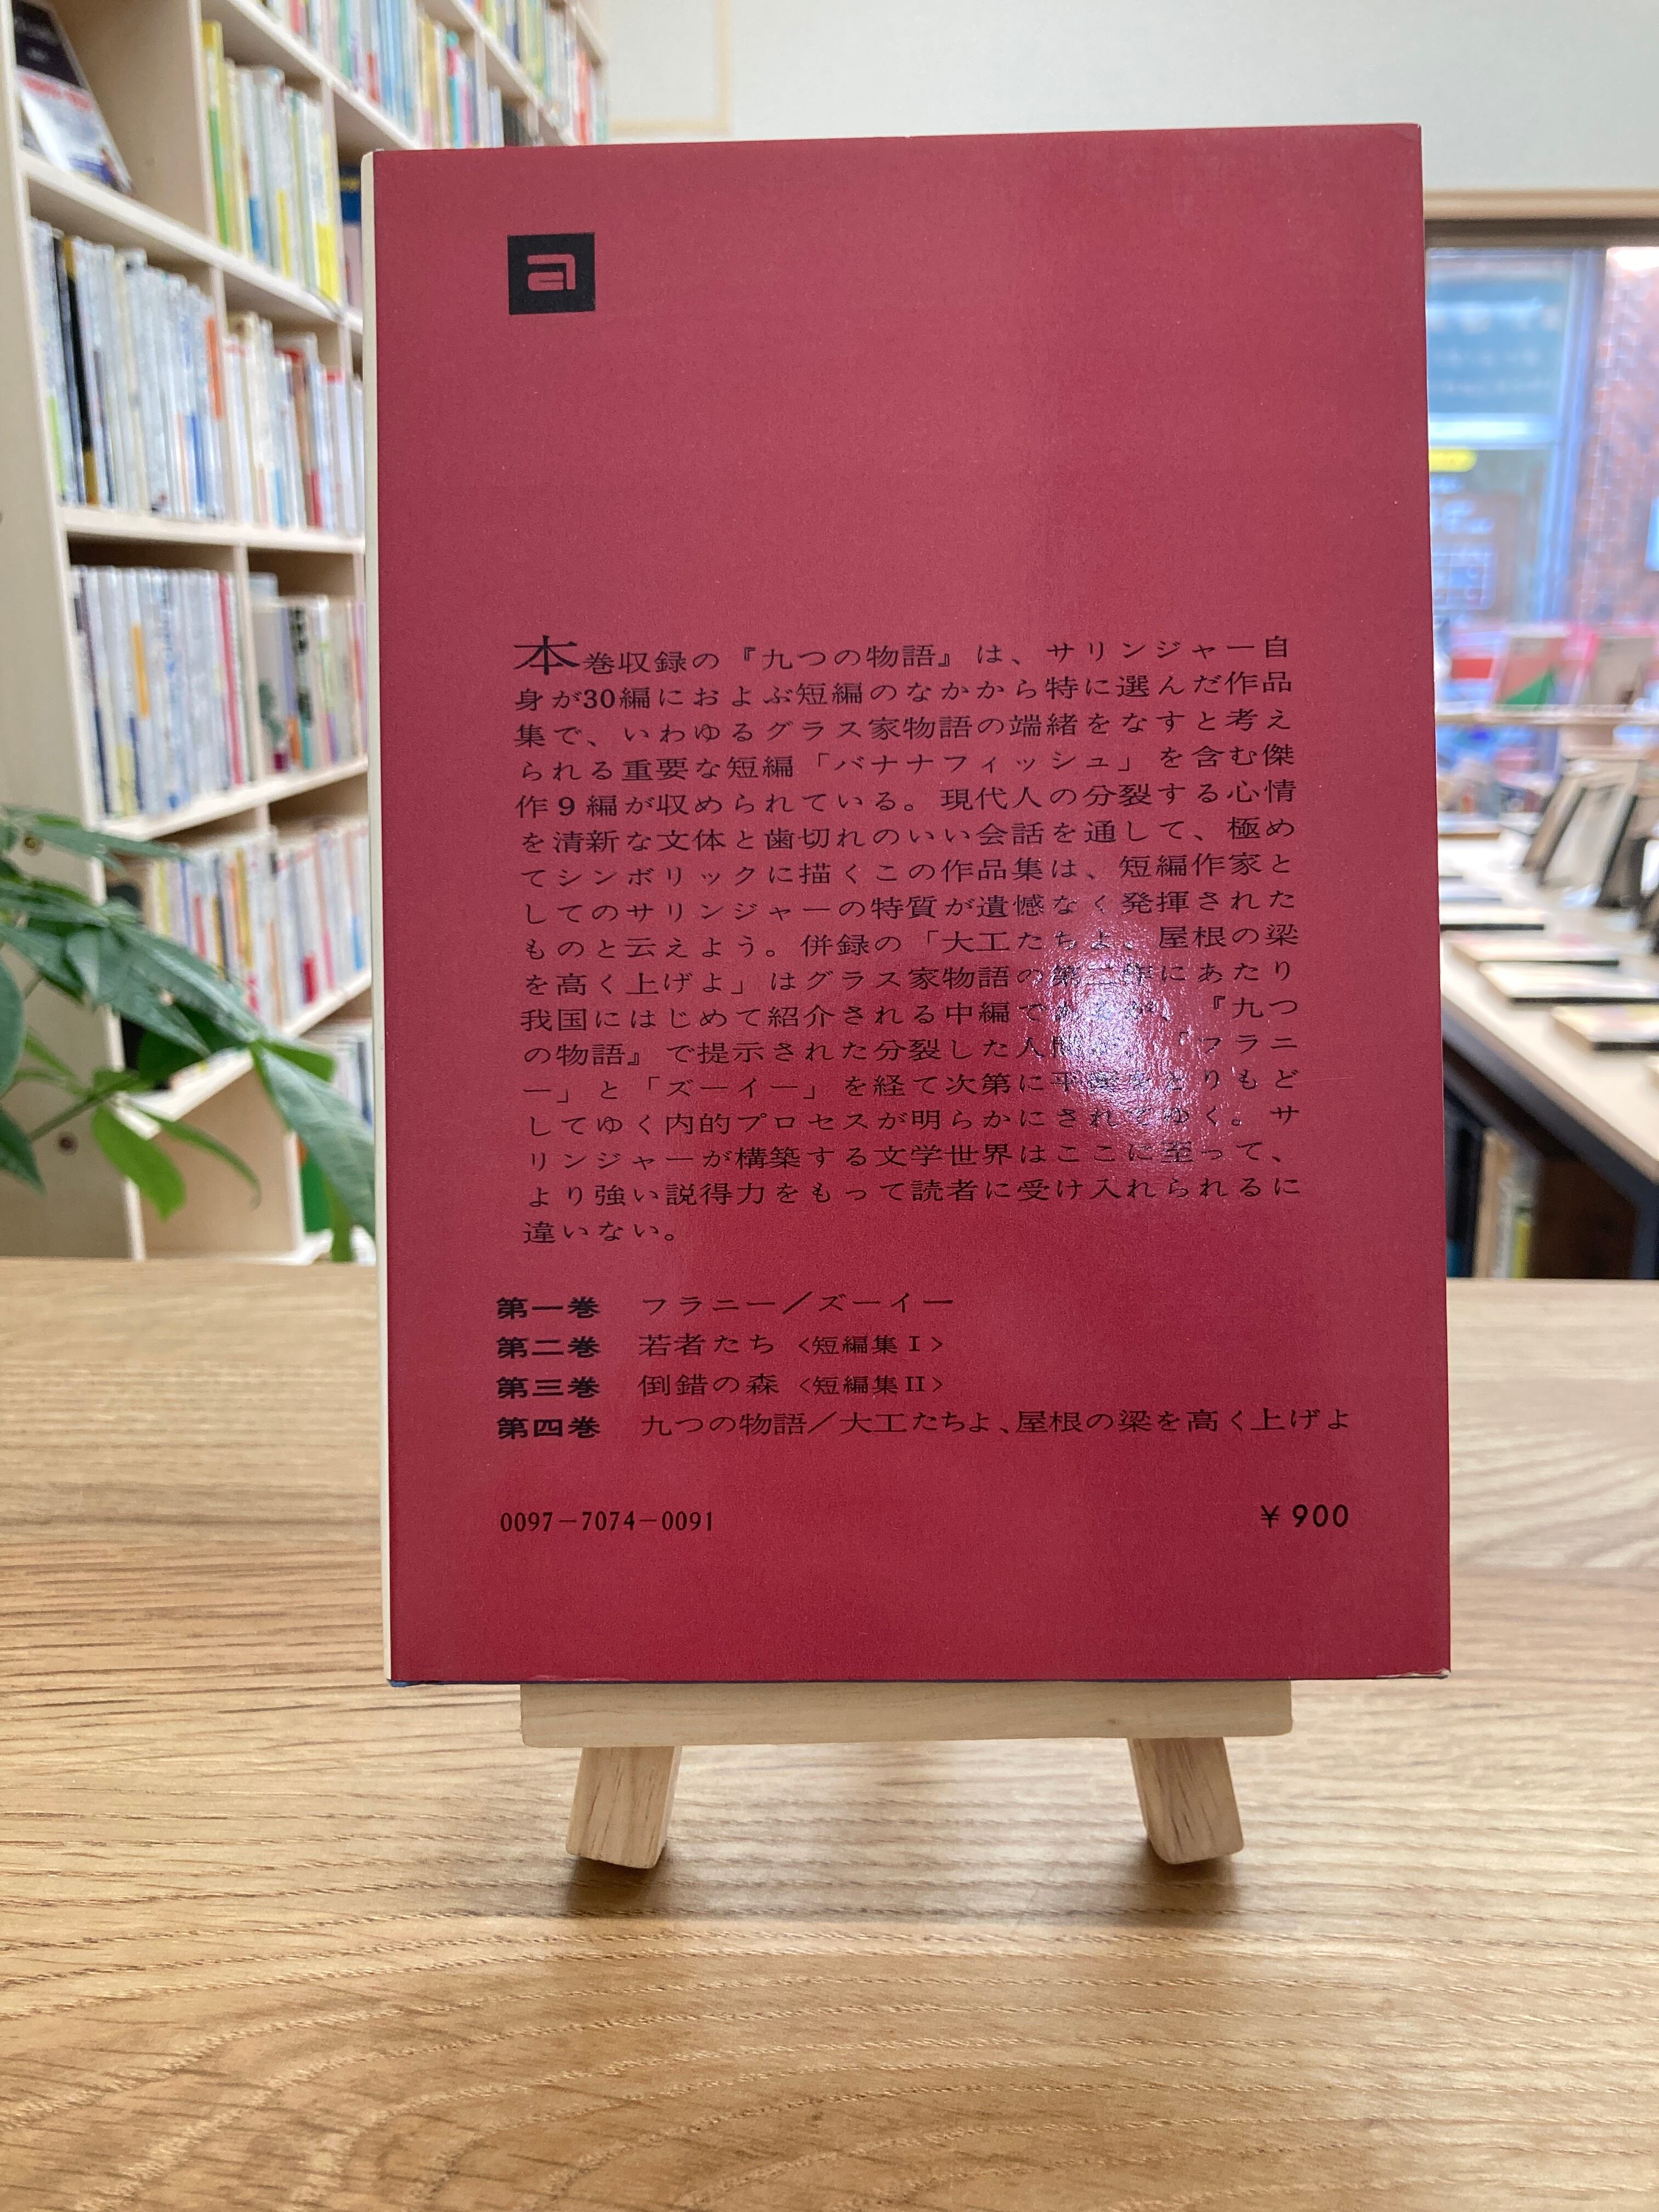 a
本巻収録の『九つの物語』は、サリンジャー自
身が30編におよぶ短編のなかから特に選んだ作品
集で、いわゆるグラス家物語の端緒をなすと考え
られる重要な短編「バナナフィッシュ」を含む傑
作9編が収められている。現代人の分裂する心情
を清新な文体と歯切れのいい会話を通して、極め
てシンボリックに描くこの作品集は、短編作家と
してのサリンジャーの特質が遺憾なく発揮された
ものと云えよう。併録の「大工たちよ、屋根の梁
を高く上げよ」はグラス家物語の第二作にあたり
我国にはじめて紹介される中編であるが、『九つ
の物語』で提示された分裂した人間が、「フラニ
ー」と「ズーイー」を経て次第に平衡をとりもど
してゆく内的プロセスが明らかにされてゆく。サ
リンジャーが構築する文学世界はここに至って、
より強い説得力をもって読者に受け入れられるに
違いない。
第一巻 フラニー／ズーイー
第二巻 若者たち〈短編集Ⅰ〉
第三巻 倒錯の森〈短編集II〉
第四巻 九つの物語／大工たちよ、屋根の梁を高く上げよ
0097－7074－0091
￥900